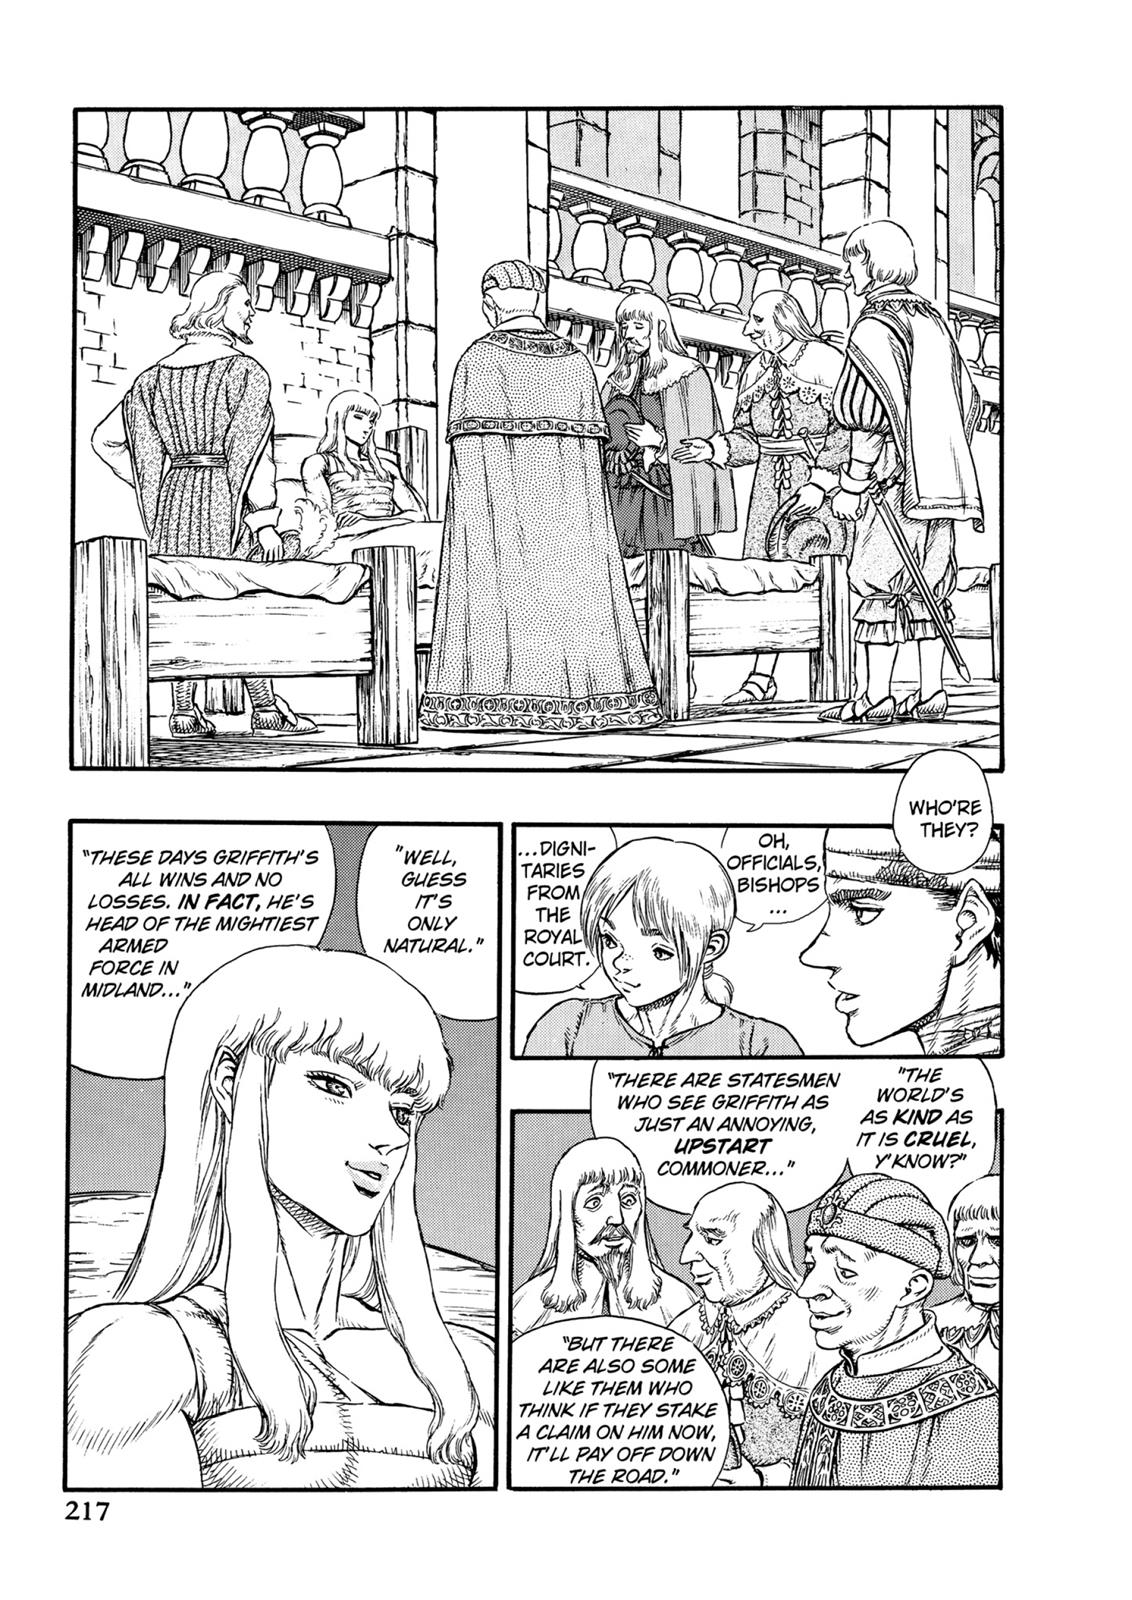 WHO'RE
THEY?
OH,
OFFICIALS,
BISHOPS
...
...DIGNI-
TARIES
FROM
THE
ROYAL
COURT.
"WELL,
GUESS
IT'S
ONLY
NATURAL."
"THESE DAYS GRIFFITH'S
ALL WINS AND NO
LOSSES. IN FACT, HE'S
HEAD OF THE MIGHTIEST
ARMED
FORCE IN
MIDLAND..."
"THE
WORLD'S
AS KIND AS
IT IS CRUEL,
Y'KNOW?"
"THERE ARE STATESMEN
WHO SEE GRIFFITH AS
JUST AN ANNOYING,
UPSTART
COMMONER..."
"BUT THERE
ARE ALSO SOME
LIKE THEM WHO
THINK IF THEY STAKE
A CLAIM ON HIM NOW,
IT'LL PAY OFF DOWN
THE ROAD."
217